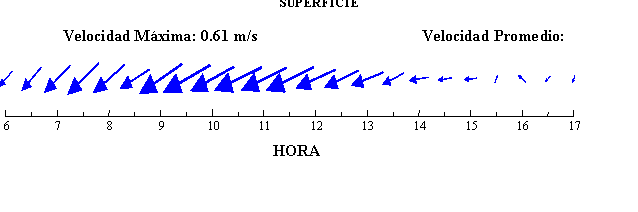 SUPERFICIE
Velocidad Máxima: 0.61 m/s Velocidad Promedio:
6 7 8 9 10 11 12 13 14 15 16 17
HORA